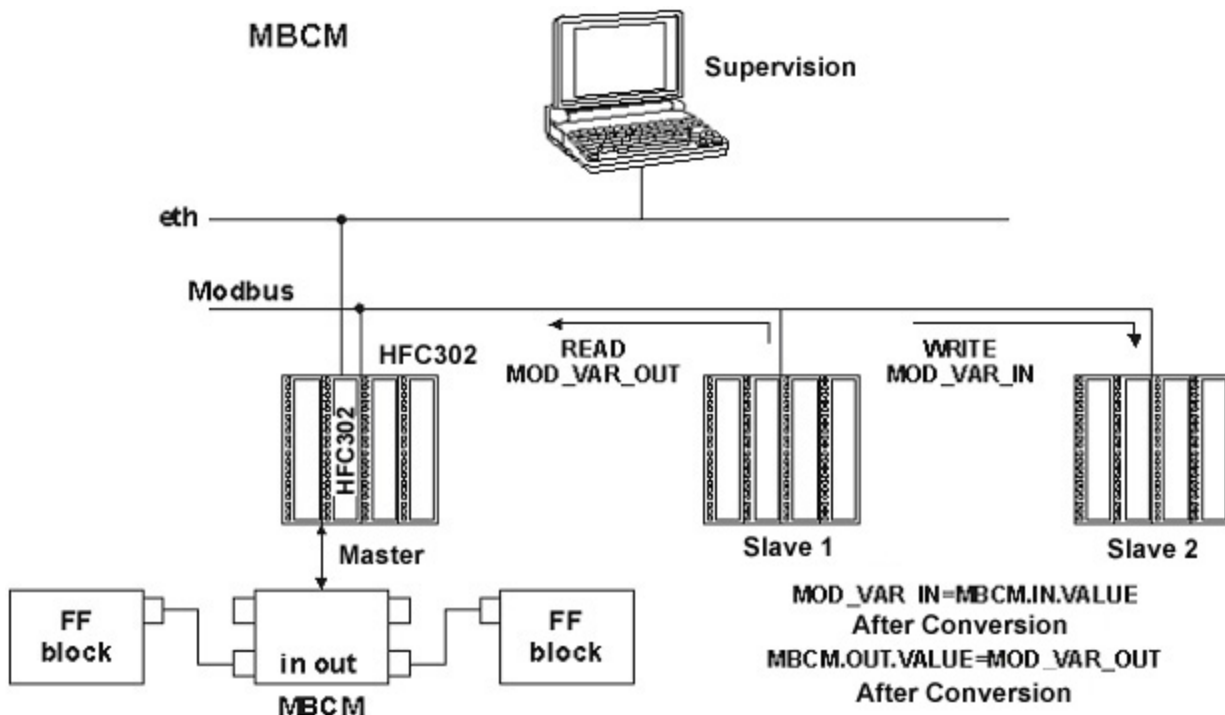 MBCM
Supervision
eth
Modbus
HFC302
READ
MOD_VAR_OUT
WRITE
MOD_VAR_IN
HFC302
Master
Slave 1
Slave 2
FF
block
in out
MBCM
FF
block
MOD_VAR IN=MBCM.IN.VALUE
After Conversion
MBCM.OUT.VALUE=MOD_VAR_OUT
After Conversion